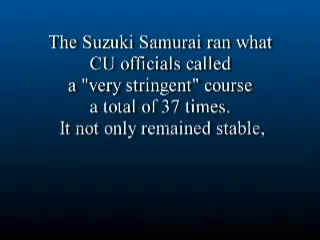 The Suzuki Samurai ran what
CU officials called
a "very stringent" course
a total of 37 times.
It not only remained stable,